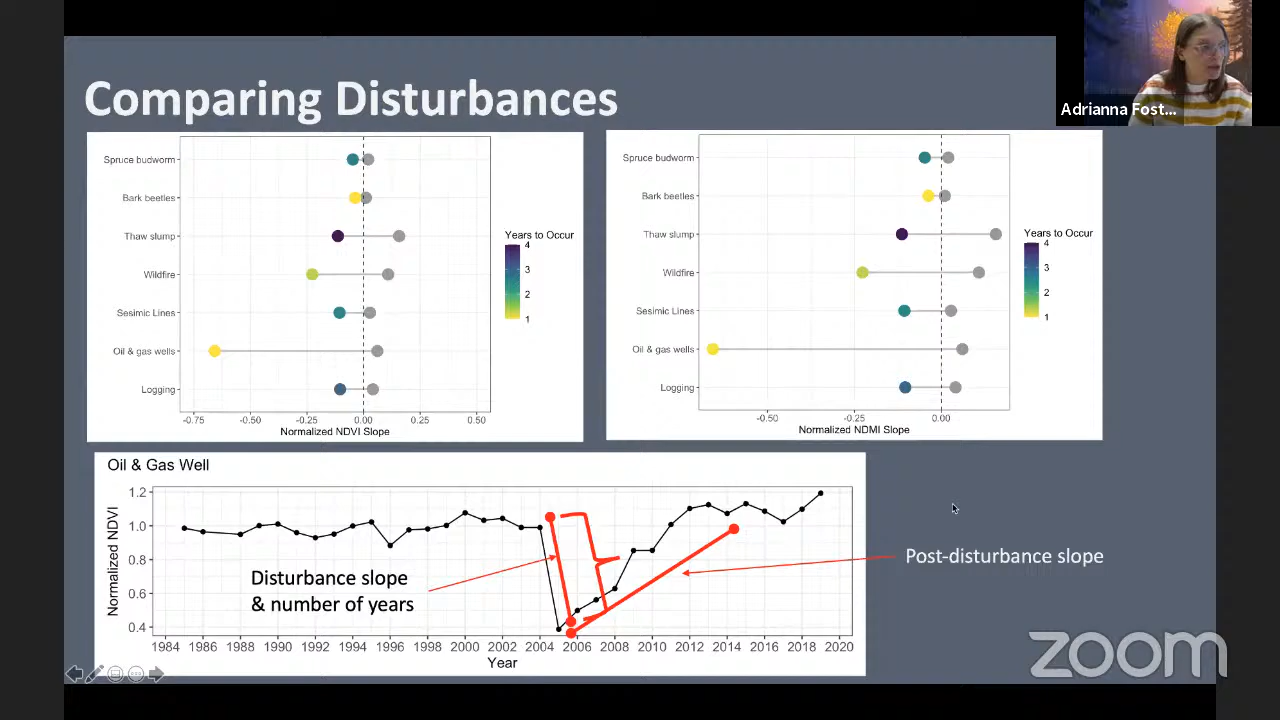 Comparing Disturbances
Adrianna Fost...
Spruce budworm
Bark beetles
Thaw slump
Wildfire
Sesimic Lines
Oil & gas wells
Logging
-0.75 -0.50 -0.25 0.00 0.25 0.50
Normalized NDVI Slope
Years to Occur
4
3
2
1
Spruce budworm
Bark beetles
Thaw slump
Wildfire
Sesimic Lines
Oil & gas wells
Logging
-0.50 -0.25 0.00
Normalized NDMI Slope
Years to Occur
4
3
2
1
Oil & Gas Well
Normalized NDVI
1.2
1.0
0.8
0.6
0.4
1984 1986 1988 1990 1992 1994 1996 1998 2000 2002 2004 2006 2008 2010 2012 2014 2016 2018 2020
Year
Disturbance slope
& number of years
Post-disturbance slope
zoom